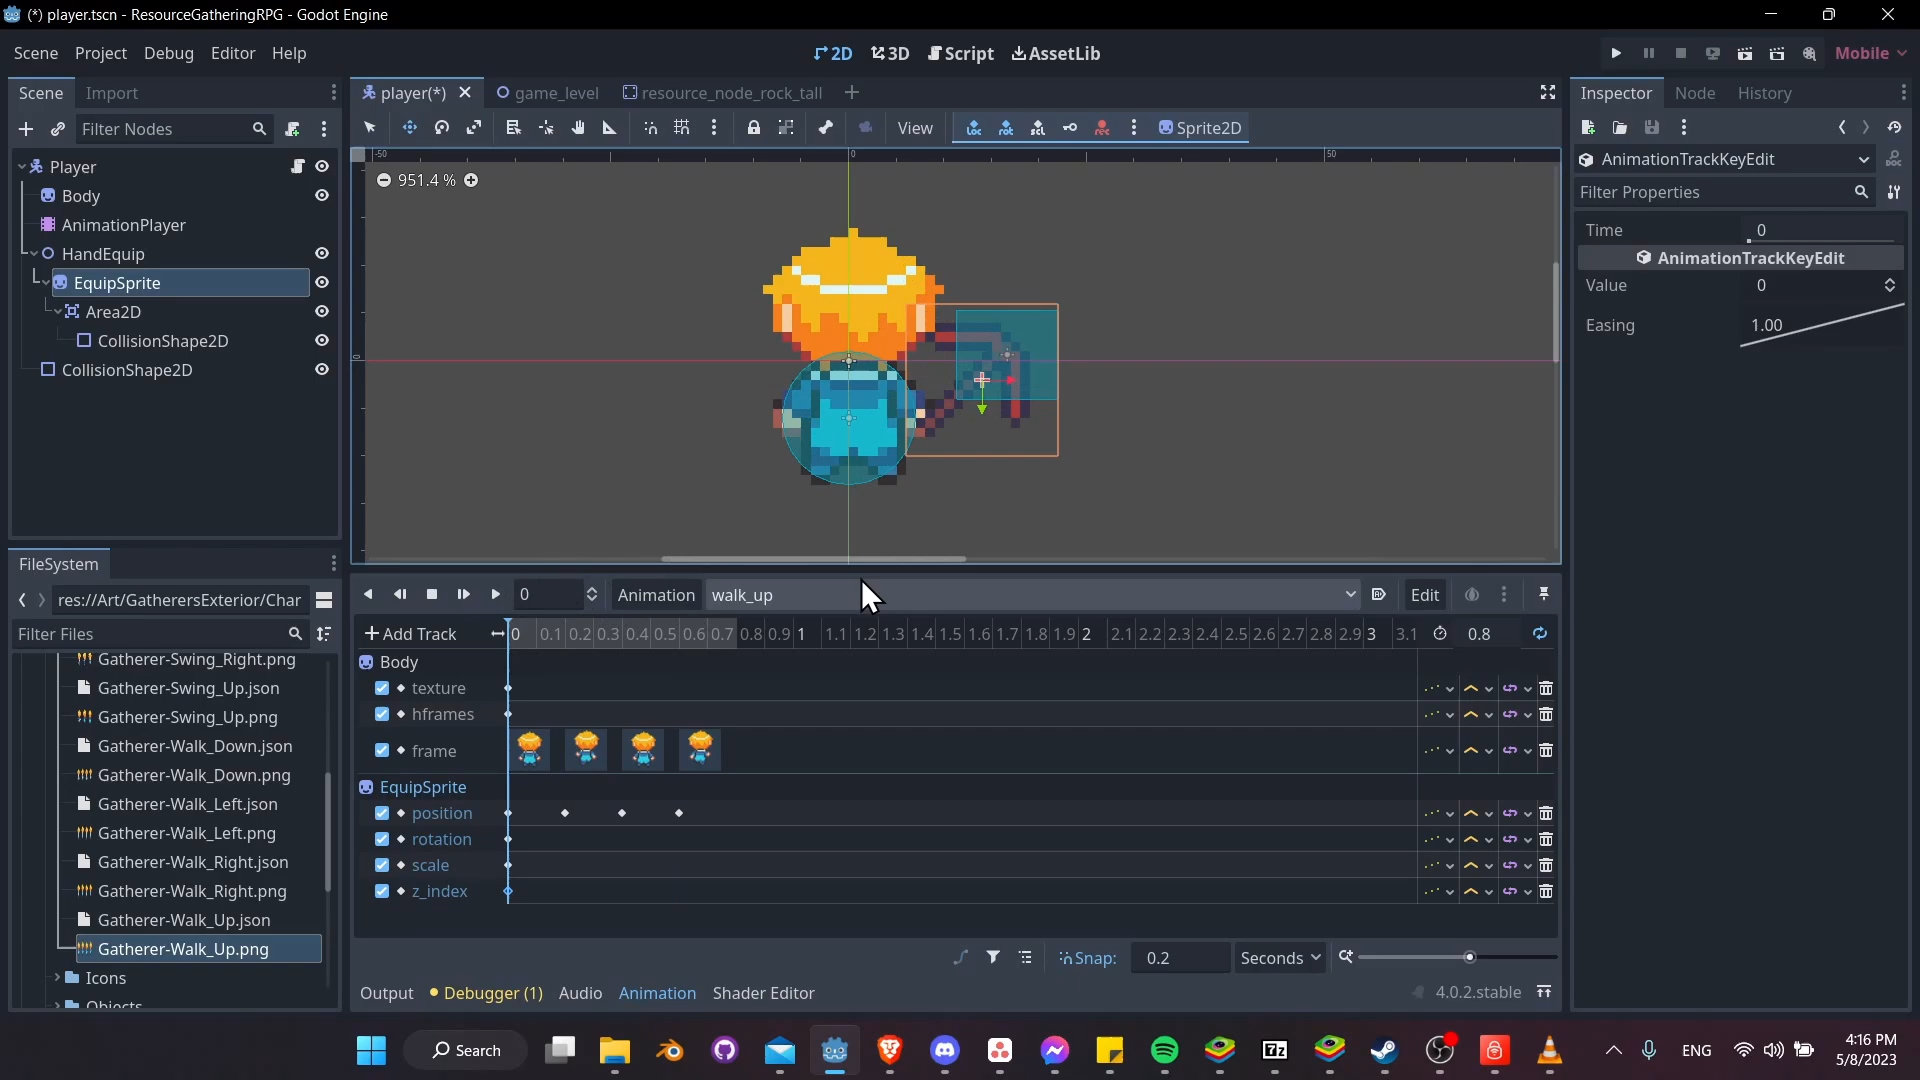 (*) player.tscn - ResourceGatheringRPG - Godot Engine
Scene Project Debug Editor Help
2D 3D Script AssetLib
Mobile
Scene Import
player(*) game_level resource_node_rock_tall
Inspector Node History
Filter Nodes
View
Sprite2D
Player
Body
AnimationPlayer
HandEquip
EquipSprite
Area2D
CollisionShape2D
CollisionShape2D
-50 0 50
951.4 %
0
AnimationTrackKeyEdit
DOC
Filter Properties
Time 0
AnimationTrackKeyEdit
Value 0
Easing 1.00
FileSystem
res://Art/GatherersExterior/Char
Filter Files
Gatherer-Swing_Right.png
Gatherer-Swing_Up.json
Gatherer-Swing_Up.png
Gatherer-Walk_Down.json
Gatherer-Walk_Down.png
Gatherer-Walk_Left.json
Gatherer-Walk_Left.png
Gatherer-Walk_Right.json
Gatherer-Walk_Right.png
Gatherer-Walk_Up.json
Gatherer-Walk_Up.png
Icons
Objects
0 Animation walk_up Edit
Add Track 0 0.1 0.2 0.3 0.4 0.5 0.6 0.7 0.8 0.9 1 1.1 1.2 1.3 1.4 1.5 1.6 1.7 1.8 1.9 2 2.1 2.2 2.3 2.4 2.5 2.6 2.7 2.8 2.9 3 3.1 0.8
Body
texture
hframes
frame
EquipSprite
position
rotation
scale
z_index
Snap: 0.2 Seconds
Output Debugger (1) Audio Animation Shader Editor 4.0.2.stable
Search
ENG
4:16 PM
5/8/2023